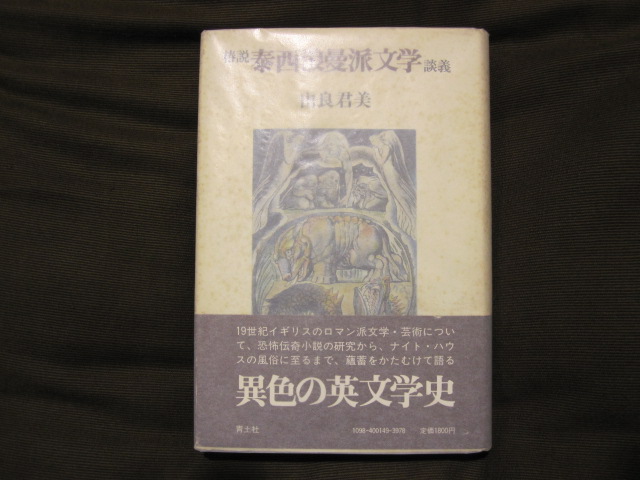 椿説 泰西浪曼派文学 談義
由良君美
19世紀イギリスのロマン派文学・芸術につい
て、恐怖伝奇小説の研究から、ナイト・ハウ
スの風俗に至るまで、蘊蓄をかたむけて語る
異色の英文学史
青土社 1098-400149-3978 定価1800円